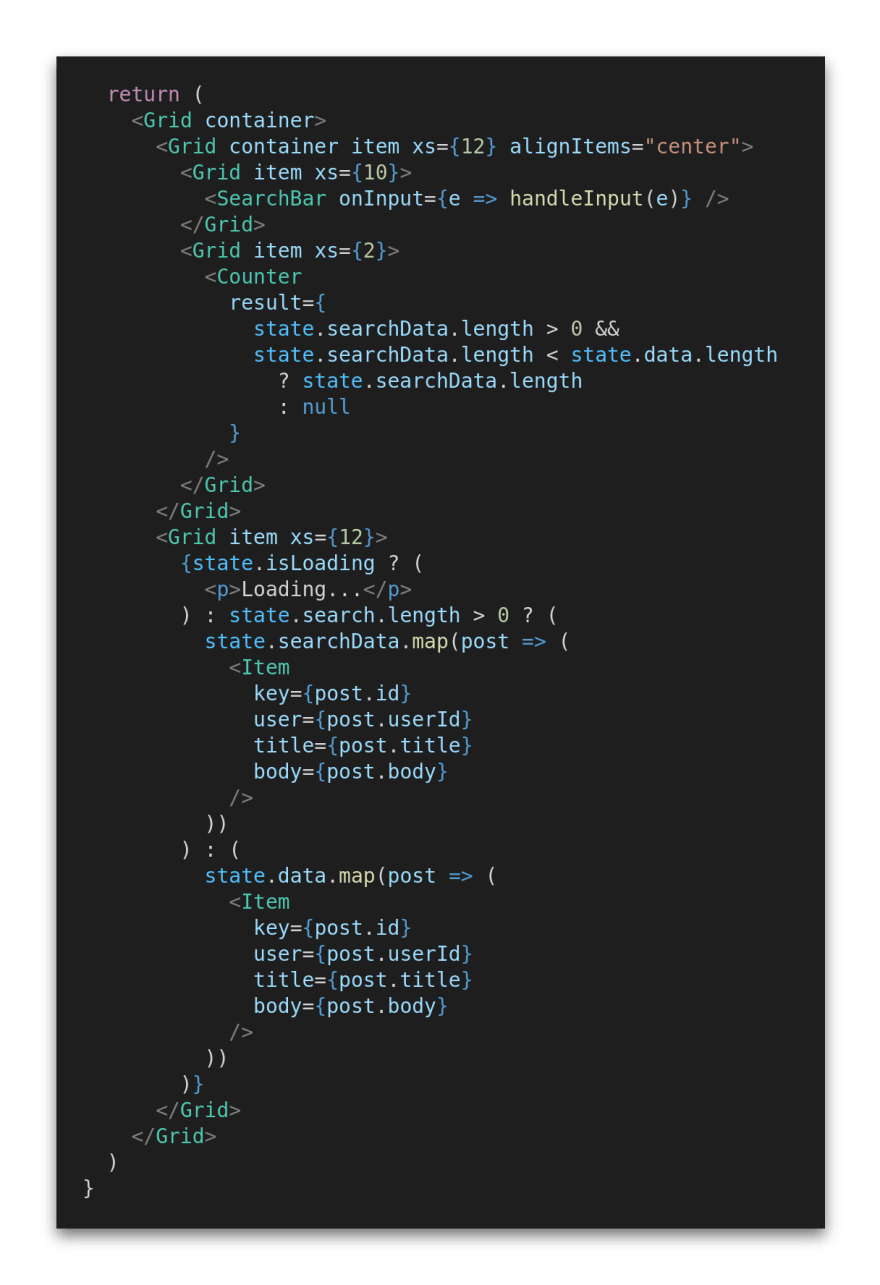 return (
<Grid container>
<Grid container item xs={12} alignItems="center">
<Grid item xs={10}>
<SearchBar onInput={e => handleInput(e)} />
</Grid>
<Grid item xs={2}>
<Counter
result={
state.searchData.length > 0 &&
state.searchData.length < state.data.length
? state.searchData.length
: null
}
/>
</Grid>
</Grid>
<Grid item xs={12}>
{state.isLoading ? (
<p>Loading...</p>
) : state.search.length > 0 ? (
state.searchData.map(post => (
<Item
key={post.id}
user={post.userId}
title={post.title}
body={post.body}
/>
))
) : (
state.data.map(post => (
<Item
key={post.id}
user={post.userId}
title={post.title}
body={post.body}
/>
))
)}
</Grid>
</Grid>
)
}